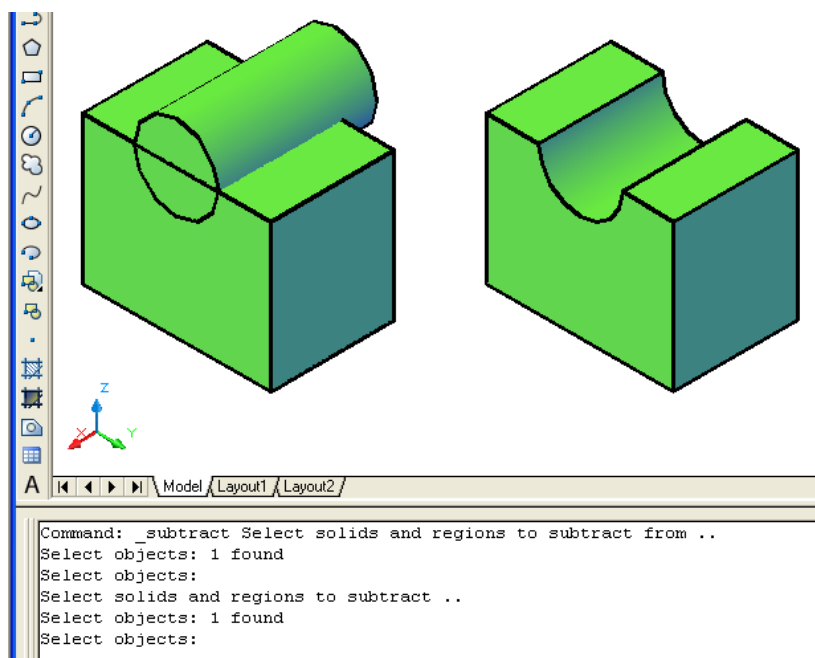 Z
X
Y
A
Model Layout1 Layout2
Command: _subtract Select solids and regions to subtract from ..
Select objects: 1 found
Select objects:
Select solids and regions to subtract ..
Select objects: 1 found
Select objects: